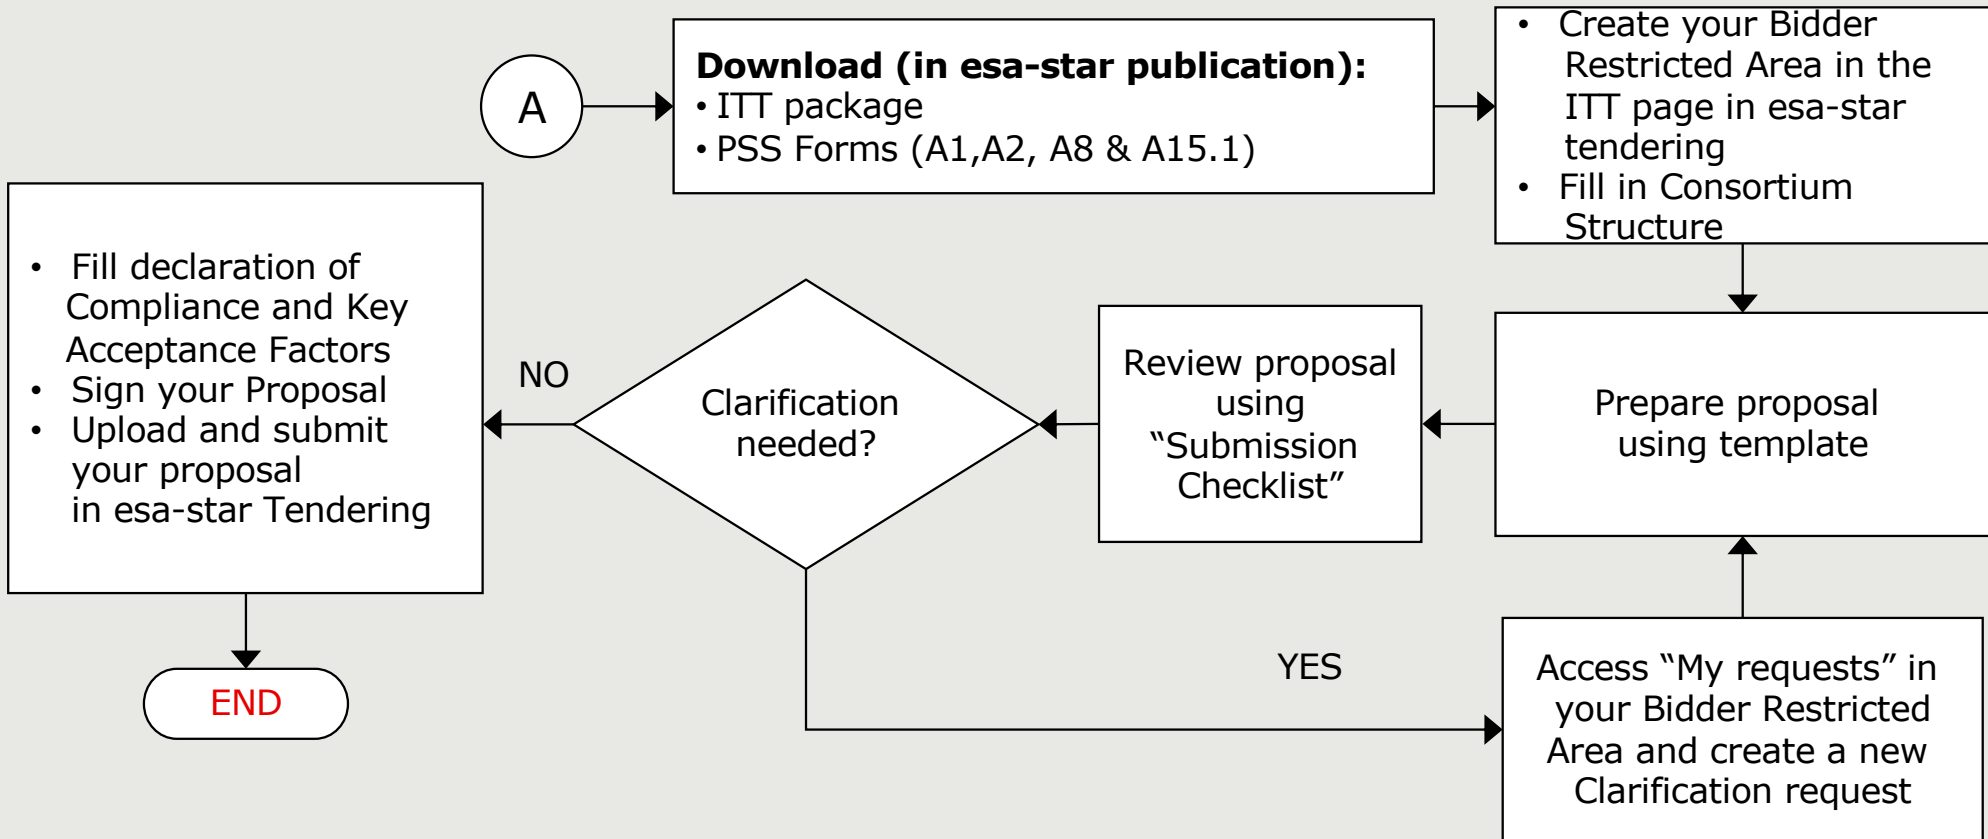 A
Download (in esa-star publication):
• ITT package
• PSS Forms (A1,A2, A8 & A15.1)
• Create your Bidder
Restricted Area in the
ITT page in esa-star
tendering
• Fill in Consortium
Structure
Prepare proposal
using template
Review proposal
using
“Submission
Checklist”
Clarification
needed?
NO
• Fill declaration of
Compliance and Key
Acceptance Factors
• Sign your Proposal
• Upload and submit
your proposal
in esa-star Tendering
END
YES
Access “My requests” in
your Bidder Restricted
Area and create a new
Clarification request